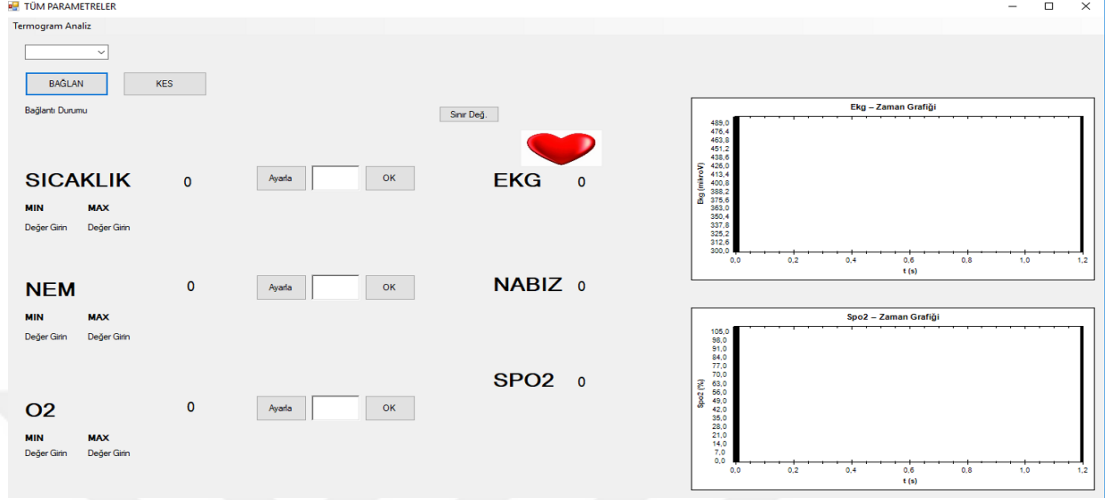 TÜM PARAMETRELER
Termogram Analiz
BAĞLAN
KES
Bağlantı Durumu
Sınır Değ.
SICAKLIK 0 Ayarla OK
MIN MAX
Değer Girin Değer Girin
NEM 0 Ayarla OK
MIN MAX
Değer Girin Değer Girin
O2 0 Ayarla OK
MIN MAX
Değer Girin Değer Girin
EKG 0
NABIZ 0
SPO2 0
Ekg – Zaman Grafiği
Ekg (mikroV)
489,0
476,4
463,8
451,2
438,6
426,0
413,4
400,8
388,2
375,6
363,0
350,4
337,8
325,2
312,6
300,0
0,0 0,2 0,4 0,6 0,8 1,0 1,2
t (s)
Spo2 – Zaman Grafiği
Spo2 (%)
105,0
98,0
91,0
84,0
77,0
70,0
63,0
56,0
49,0
42,0
35,0
28,0
21,0
14,0
7,0
0,0
0,0 0,2 0,4 0,6 0,8 1,0 1,2
t (s)